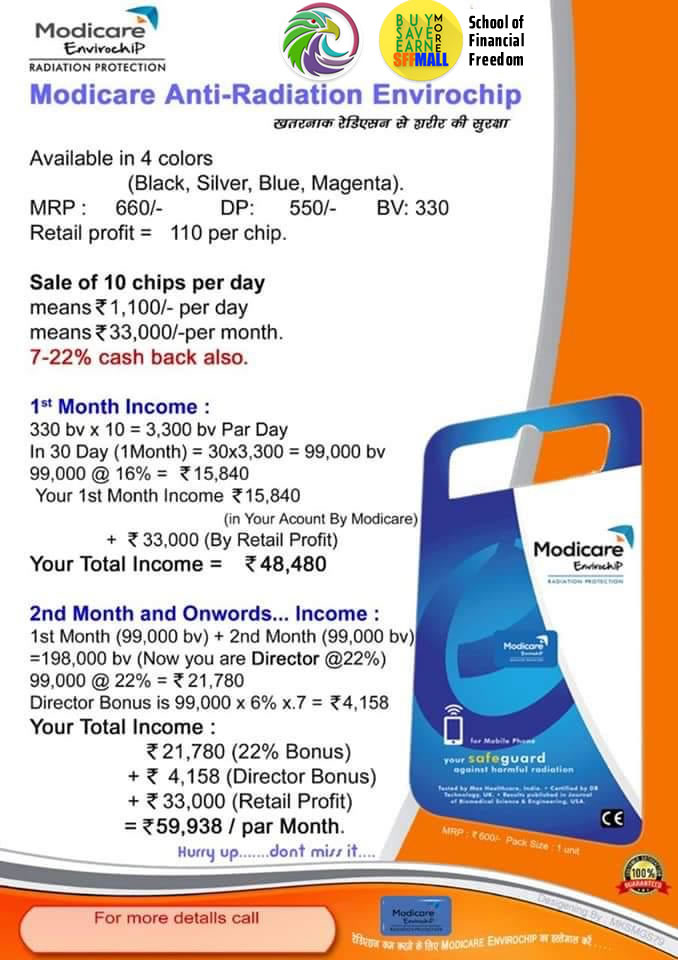 Modicare
EnvirochiP
RADIATION PROTECTION
BUY
SAVE
EARN
MORE
SFFMALL
School of
Financial
Freedom
Modicare Anti-Radiation Envirochip
खतरनाक रेडिएसन से शरीर की सुरक्षा
Available in 4 colors
(Black, Silver, Blue, Magenta).
MRP : 660/- DP: 550/- BV: 330
Retail profit = 110 per chip.
Sale of 10 chips per day
means ₹1,100/- per day
means ₹33,000/-per month.
7-22% cash back also.
1st Month Income :
330 bv x 10 = 3,300 bv Par Day
In 30 Day (1Month) = 30x3,300 = 99,000 bv
99,000 @ 16% = ₹15,840
Your 1st Month Income ₹15,840
(in Your Acount By Modicare)
+ ₹ 33,000 (By Retail Profit)
Your Total Income = ₹48,480
2nd Month and Onwords... Income :
1st Month (99,000 bv) + 2nd Month (99,000 bv)
=198,000 bv (Now you are Director @22%)
99,000 @ 22% = ₹21,780
Director Bonus is 99,000 x 6% x.7 = ₹4,158
Your Total Income :
₹21,780 (22% Bonus)
+ ₹ 4,158 (Director Bonus)
+ ₹33,000 (Retail Profit)
= ₹59,938 / par Month.
Hurry up.......dont miss it....
Modicare
EnvirochiP
RADIATION PROTECTION
Modicare
EnvirochiP
RADIATION PROTECTION
for Mobile Phone
your safeguard
against harmful radiation
Tested by Max Healthcare, India. • Certified by DB
Technology, UK. • Results published in Journal
of Biomedical Science & Engineering, USA.
CE
MRP : ₹600/- Pack Size : 1 unit
100%
GUARANTEED
Desigening By : MKSMGS79
For more detalls call
Modicare
EnvirochiP
RADIATION PROTECTION
रेडिएसन कम करने के लिए MODICARE ENVIROCHIP का इस्तेमाल करें.....